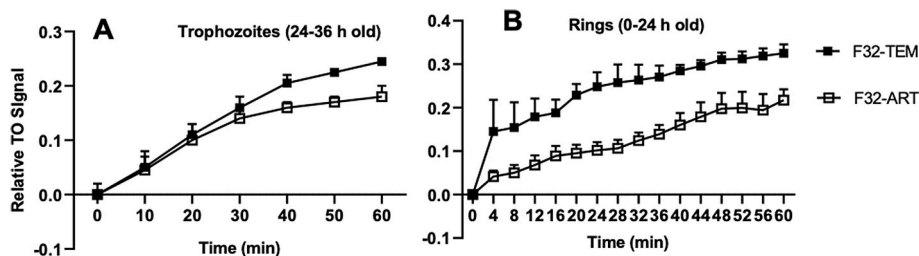 A
Trophozoites (24-36 h old)
Relative TO SIgnal
0.3
0.2
0.1
0.0
-0.1
0 10 20 30 40 50 60
Time (min)
B
Rings (0-24 h old)
0.4
0.3
0.2
0.1
0.0
-0.1
0 4 8 12 16 20 24 28 32 36 40 44 48 52 56 60
Time (min)
F32-TEM
F32-ART